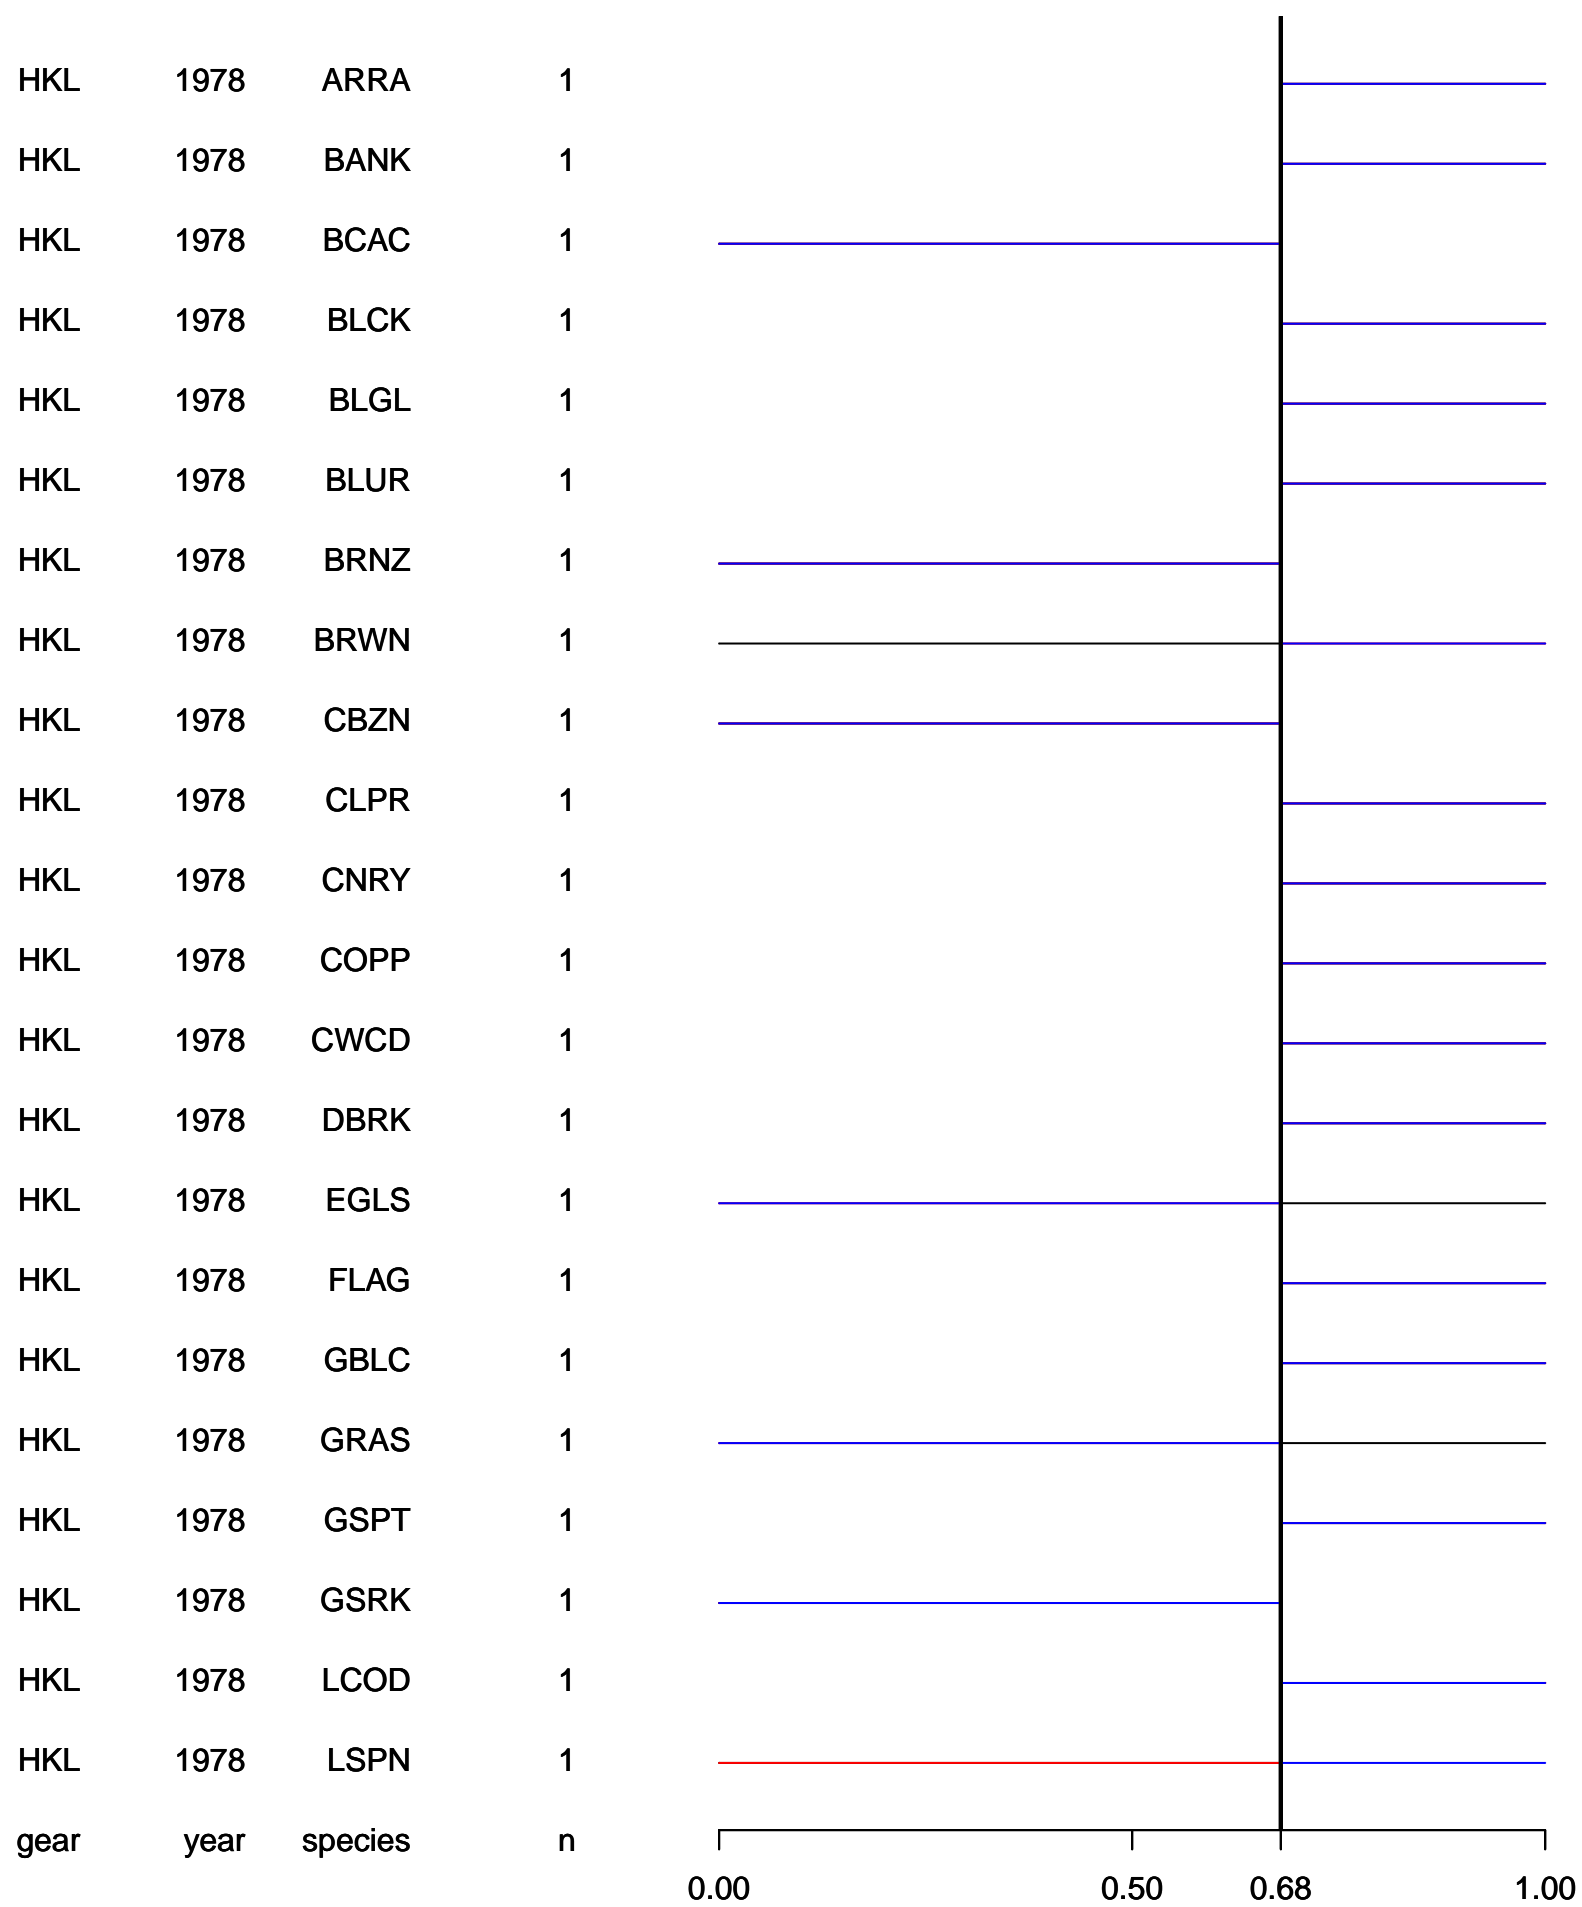 HKL 1978 ARRA 1
HKL 1978 BANK 1
HKL 1978 BCAC 1
HKL 1978 BLCK 1
HKL 1978 BLGL 1
HKL 1978 BLUR 1
HKL 1978 BRNZ 1
HKL 1978 BRWN 1
HKL 1978 CBZN 1
HKL 1978 CLPR 1
HKL 1978 CNRY 1
HKL 1978 COPP 1
HKL 1978 CWCD 1
HKL 1978 DBRK 1
HKL 1978 EGLS 1
HKL 1978 FLAG 1
HKL 1978 GBLC 1
HKL 1978 GRAS 1
HKL 1978 GSPT 1
HKL 1978 GSRK 1
HKL 1978 LCOD 1
HKL 1978 LSPN 1
gear year species n
0.00 0.50 0.68 1.00